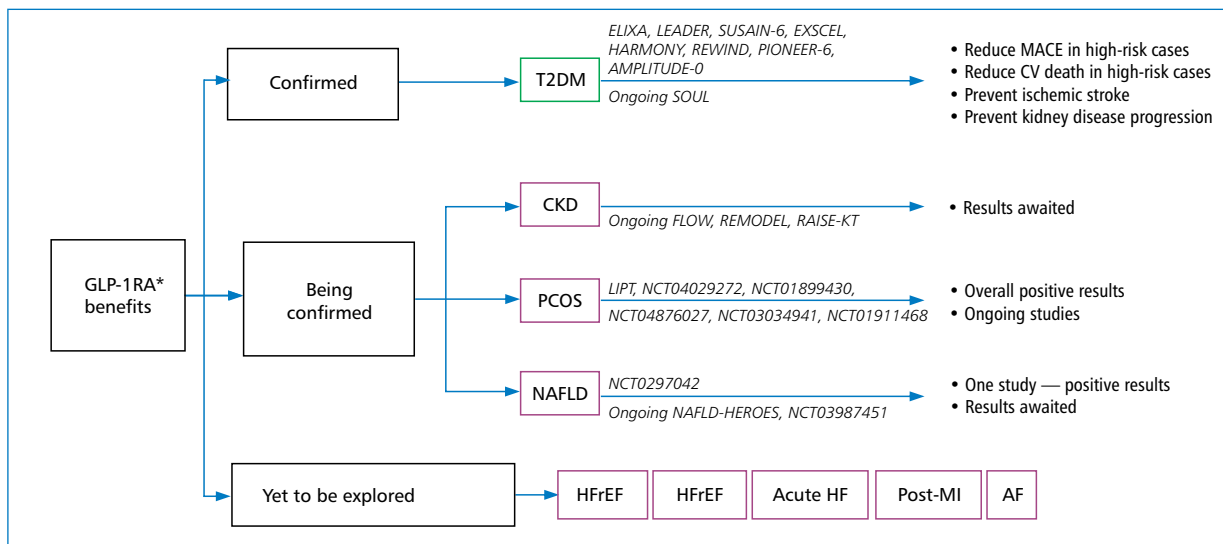 GLP-1RA*
benefits
Confirmed
T2DM
ELIXA, LEADER, SUSAIN-6, EXSCEL,
HARMONY, REWIND, PIONEER-6,
AMPLITUDE-0
Ongoing SOUL
• Reduce MACE in high-risk cases
• Reduce CV death in high-risk cases
• Prevent ischemic stroke
• Prevent kidney disease progression
Being
confirmed
CKD
Ongoing FLOW, REMODEL, RAISE-KT
• Results awaited
PCOS
LIPT, NCT04029272, NCT01899430,
NCT04876027, NCT03034941, NCT01911468
• Overall positive results
• Ongoing studies
NAFLD
NCT0297042
Ongoing NAFLD-HEROES, NCT03987451
• One study — positive results
• Results awaited
Yet to be explored
HFrEF
HFrEF
Acute HF
Post-MI
AF